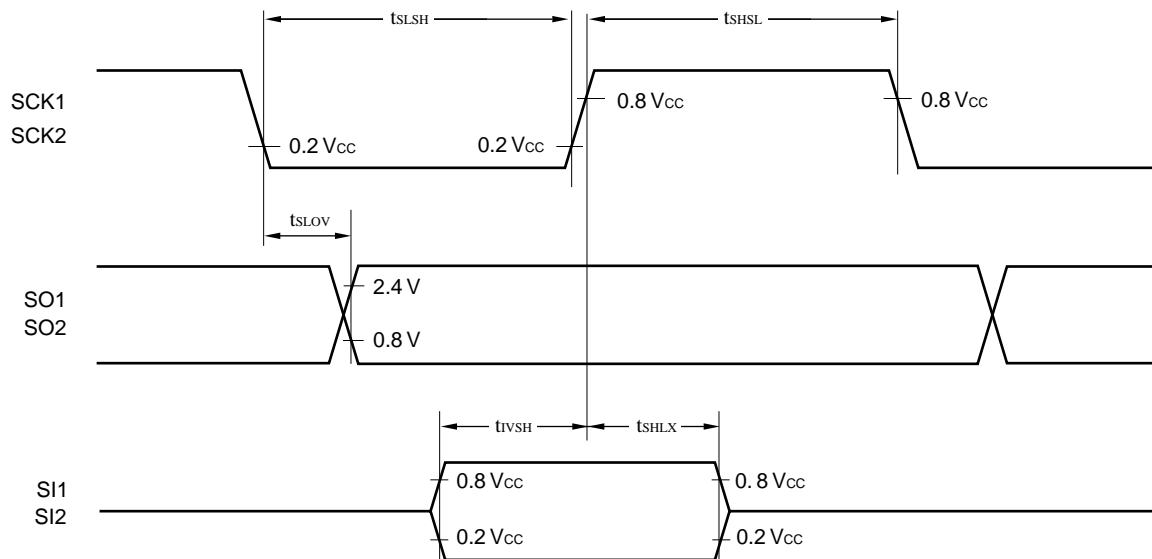 tSLSH tSHSL
SCK1
SCK2
0.8 VCC 0.8 VCC
0.2 VCC 0.2 VCC
tSLOV
SO1
SO2
2.4 V
0.8 V
tIVSH tSHLX
SI1
SI2
0.8 VCC 0. 8 VCC
0.2 VCC 0.2 VCC